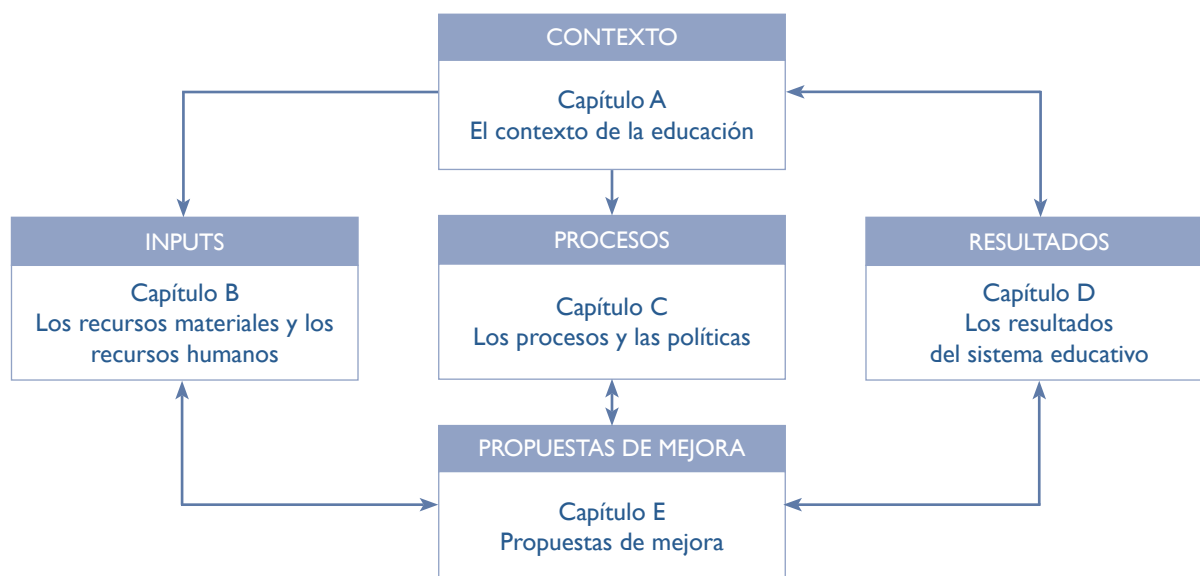 CONTEXTO
Capítulo A
El contexto de la educación
INPUTS
Capítulo B
Los recursos materiales y los
recursos humanos
PROCESOS
Capítulo C
Los procesos y las políticas
RESULTADOS
Capítulo D
Los resultados
del sistema educativo
PROPUESTAS DE MEJORA
Capítulo E
Propuestas de mejora